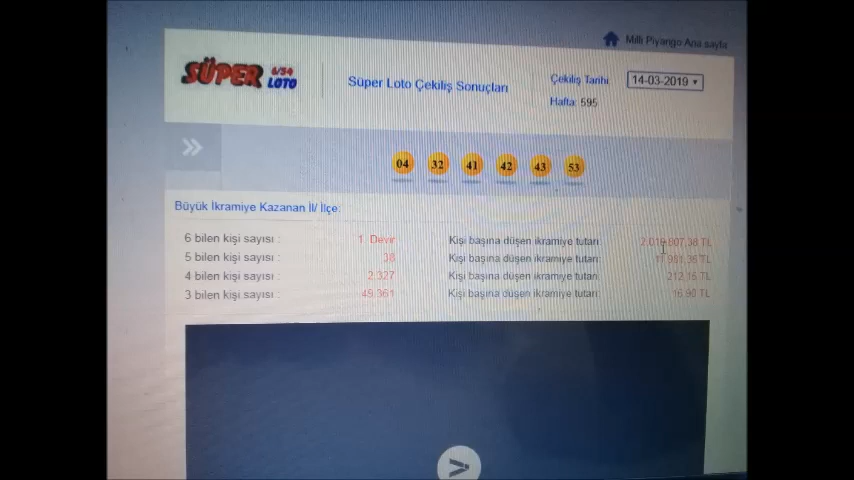 Milli Piyango Ana sayfa
SÜPER 6/54 LOTO
Süper Loto Çekiliş Sonuçları
Çekiliş Tarihi 14-03-2019
Hafta: 595
04 32 41 42 43 53
Büyük İkramiye Kazanan İl/ İlçe:
6 bilen kişi sayısı : 1. Devir Kişi başına düşen ikramiye tutarı:
5 bilen kişi sayısı : 38 Kişi başına düşen ikramiye tutarı:
4 bilen kişi sayısı : 2.327 Kişi başına düşen ikramiye tutarı: 212,15 TL
3 bilen kişi sayısı : 49.361 Kişi başına düşen ikramiye tutarı: 16,90 TL